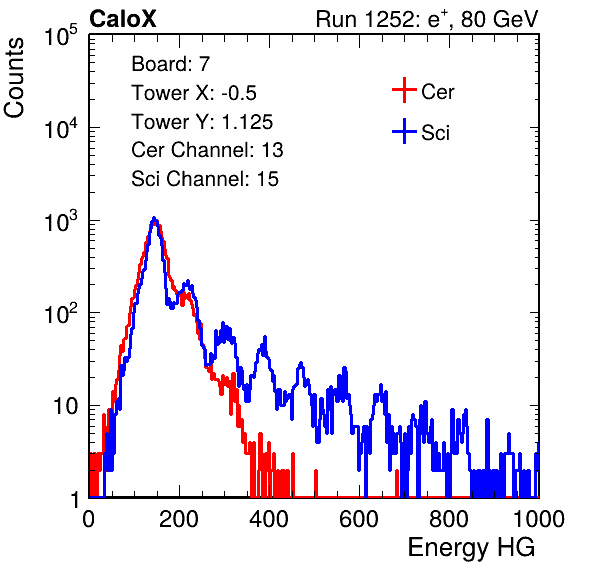 CaloX Run 1252: e⁺, 80 GeV
10⁵
Counts
Board: 7
Tower X: -0.5
Tower Y: 1.125
Cer Channel: 13
Sci Channel: 15
Cer
Sci
10⁴
10³
10²
10
1
0 200 400 600 800 1000
Energy HG